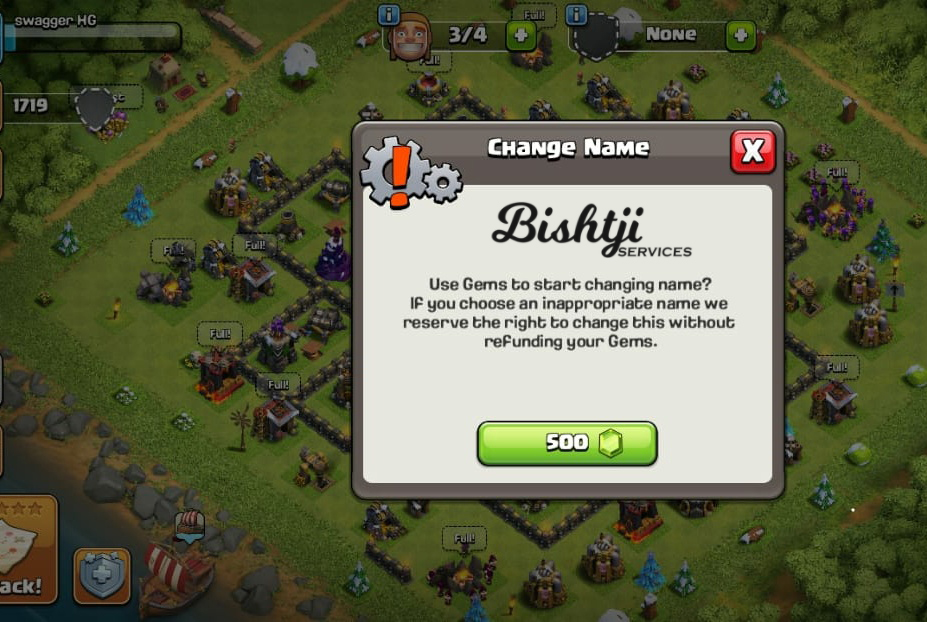 swagger HG
3/4
None
Full!
Full!
1719
Change Name
Bishtji
SERVICES
Use Gems to start changing name?
If you choose an inappropriate name we
reserve the right to change this without
refunding your Gems.
Full!
Full!
Full!
Full!
Full!
Full!
500
Full!
ack!